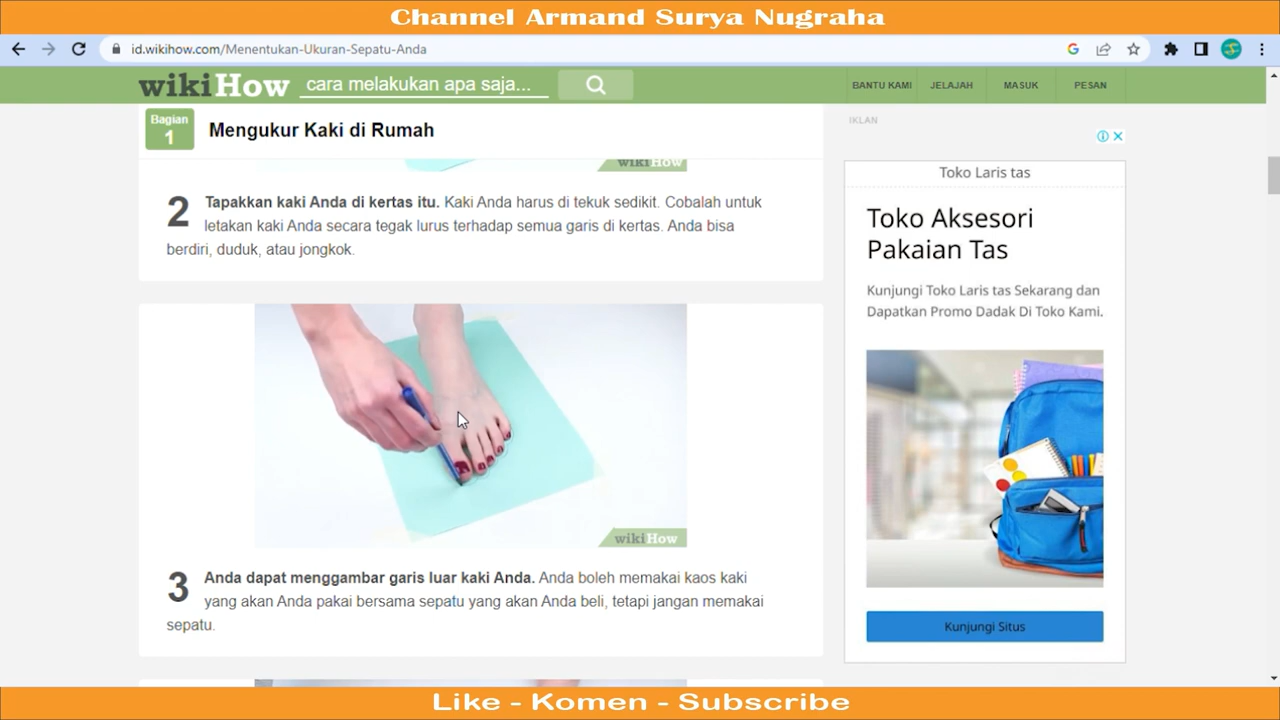 Channel Armand Surya Nugraha
id.wikihow.com/Menentukan-Ukuran-Sepatu-Anda
wikiHow
cara melakukan apa saja...
BANTU KAMI
JELAJAH
MASUK
PESAN
Bagian
1
Mengukur Kaki di Rumah
wikiHow
2
Tapakkan kaki Anda di kertas itu. Kaki Anda harus di tekuk sedikit. Cobalah untuk
letakan kaki Anda secara tegak lurus terhadap semua garis di kertas. Anda bisa
berdiri, duduk, atau jongkok.
wikiHow
3
Anda dapat menggambar garis luar kaki Anda. Anda boleh memakai kaos kaki
yang akan Anda pakai bersama sepatu yang akan Anda beli, tetapi jangan memakai
sepatu.
IKLAN
Toko Laris tas
Toko Aksesori
Pakaian Tas
Kunjungi Toko Laris tas Sekarang dan
Dapatkan Promo Dadak Di Toko Kami.
Kunjungi Situs
Like - Komen - Subscribe